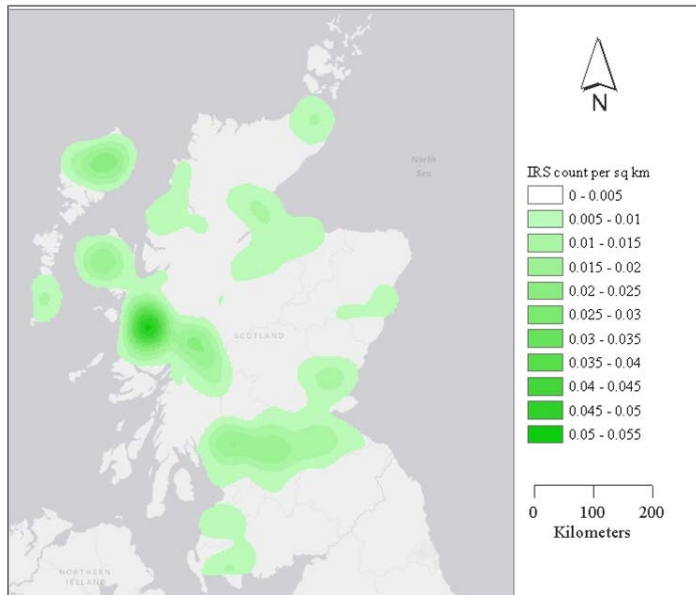 N
North
Sea
IRS count per sq km
0 - 0.005
0.005 - 0.01
0.01 - 0.015
0.015 - 0.02
0.02 - 0.025
0.025 - 0.03
0.03 - 0.035
0.035 - 0.04
0.04 - 0.045
0.045 - 0.05
0.05 - 0.055
SCOTLAND
0 100 200
Kilometers
NORTHERN
IRELAND